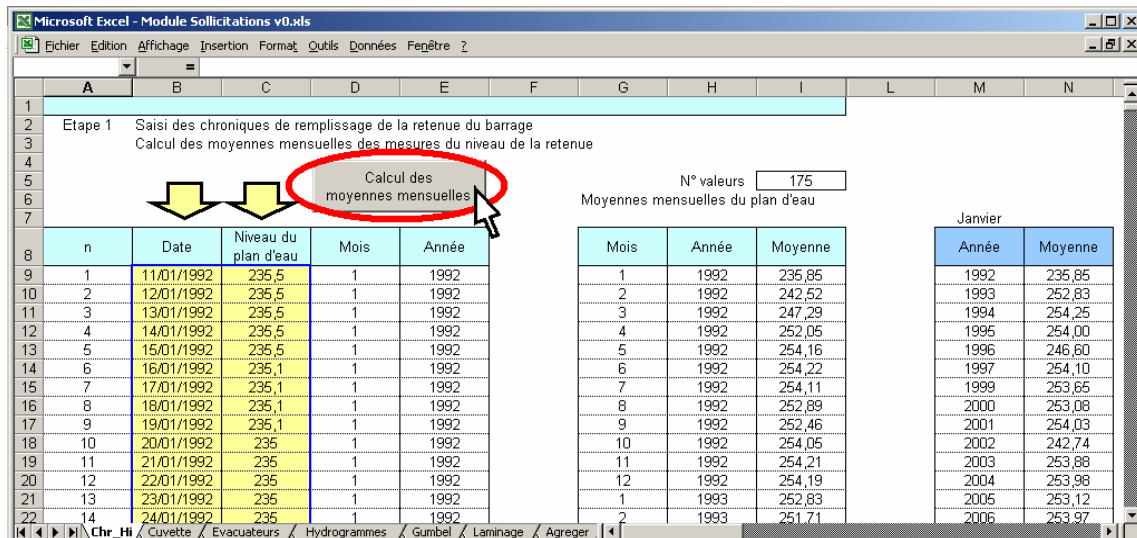 Microsoft Excel - Module Sollicitations v0.xls
Fichier Edition Affichage Insertion Format Outils Données Fenêtre ?
=
A B C D E F G H I L M N
1
2 Etape 1 Saisi des chroniques de remplissage de la retenue du barrage
3 Calcul des moyennes mensuelles des mesures du niveau de la retenue
4
5 Calcul des N° valeurs 175
6 moyennes mensuelles Moyennes mensuelles du plan d'eau
7 Janvier
8 n Date Niveau du plan d'eau Mois Année Mois Année Moyenne Année Moyenne
9 1 11/01/1992 235,5 1 1992 1 1992 235,85 1992 235,85
10 2 12/01/1992 235,5 1 1992 2 1992 242,52 1993 252,83
11 3 13/01/1992 235,5 1 1992 3 1992 247,29 1994 254,25
12 4 14/01/1992 235,5 1 1992 4 1992 252,05 1995 254,00
13 5 15/01/1992 235,5 1 1992 5 1992 254,16 1996 246,60
14 6 16/01/1992 235,1 1 1992 6 1992 254,22 1997 254,10
15 7 17/01/1992 235,1 1 1992 7 1992 254,11 1999 253,65
16 8 18/01/1992 235,1 1 1992 8 1992 252,89 2000 253,08
17 9 19/01/1992 235,1 1 1992 9 1992 252,46 2001 254,03
18 10 20/01/1992 235 1 1992 10 1992 254,05 2002 242,74
19 11 21/01/1992 235 1 1992 11 1992 254,21 2003 253,88
20 12 22/01/1992 235 1 1992 12 1992 254,19 2004 253,98
21 13 23/01/1992 235 1 1992 1 1993 252,83 2005 253,12
22 14 24/01/1992 235 1 1992 2 1993 251,71 2006 253,97
Chr_Hi Cuvette Evacuateurs Hydrogrammes Gumbel Laminage Agreger